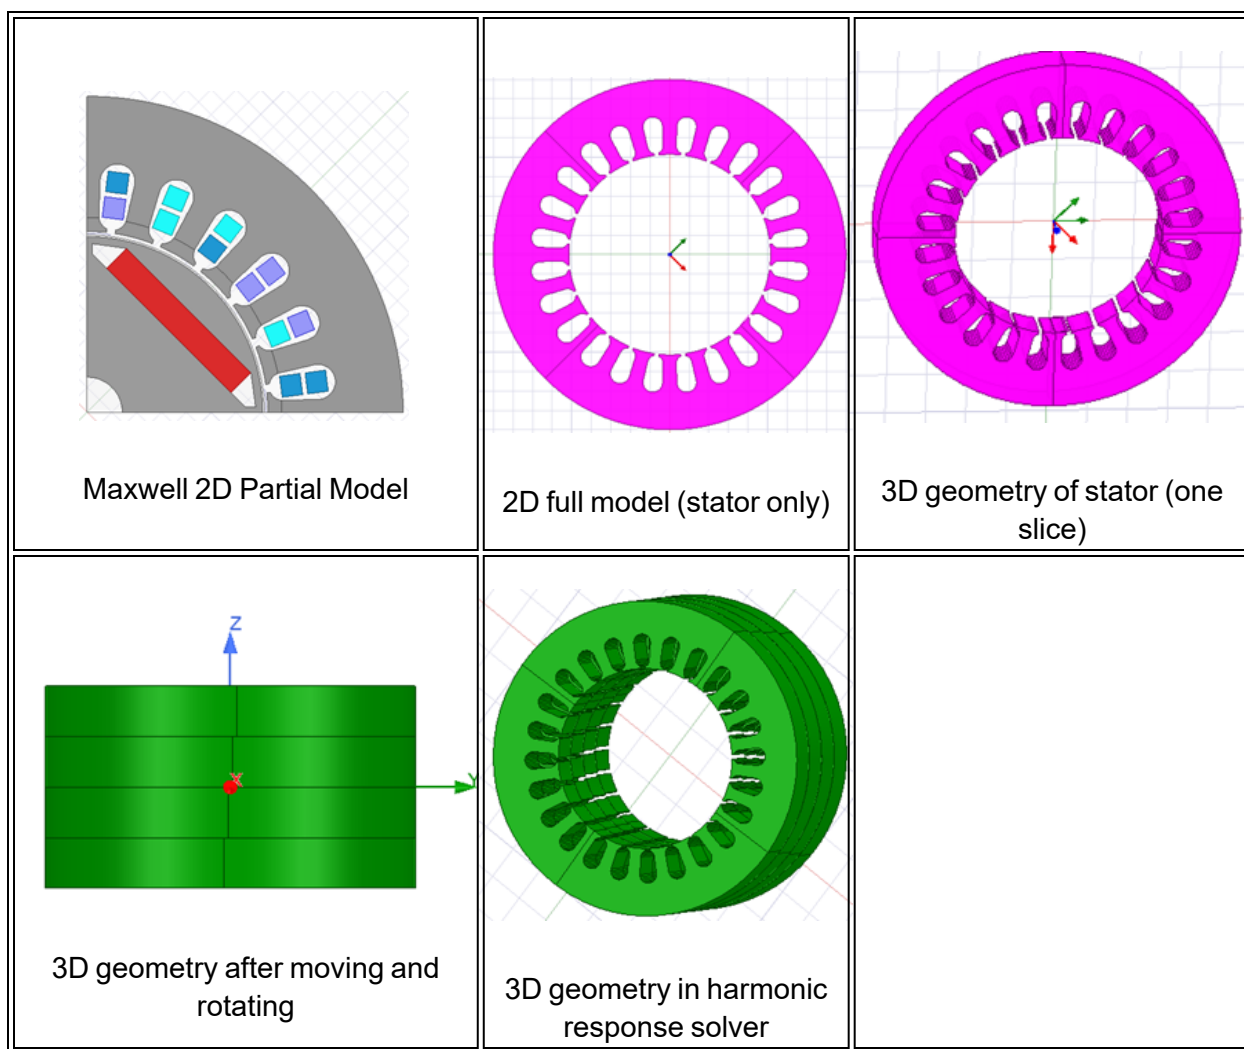 Maxwell 2D Partial Model
2D full model (stator only)
3D geometry of stator (one
slice)
Z
X
Y
3D geometry after moving and
rotating
3D geometry in harmonic
response solver